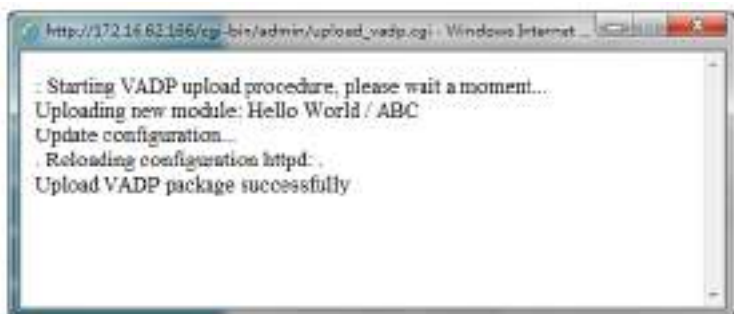 http://172.16.62.166/cgi-bin/admin/upload_vadp.cgi - Windows Internet ...
: Starting VADP upload procedure, please wait a moment...
Uploading new module: Hello World / ABC
Update configuration...
. Reloading configuration httpd: .
Upload VADP package successfully